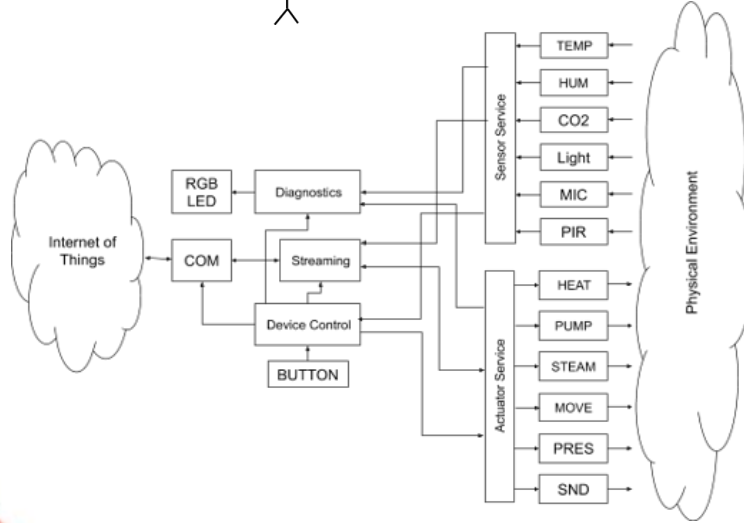 Internet of
Things
RGB
LED
COM
Diagnostics
Streaming
Device Control
BUTTON
Sensor Service
Actuator Service
TEMP
HUM
CO2
Light
MIC
PIR
HEAT
PUMP
STEAM
MOVE
PRES
SND
Physical Environment